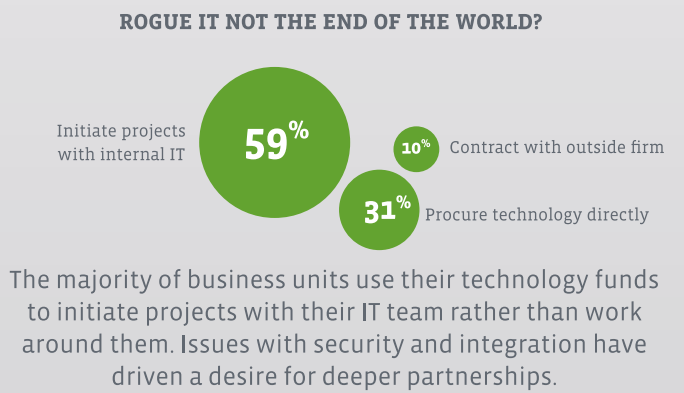 ROGUE IT NOT THE END OF THE WORLD?
Initiate projects
with internal IT
59%
10%
Contract with outside firm
31%
Procure technology directly
The majority of business units use their technology funds
to initiate projects with their IT team rather than work
around them. Issues with security and integration have
driven a desire for deeper partnerships.